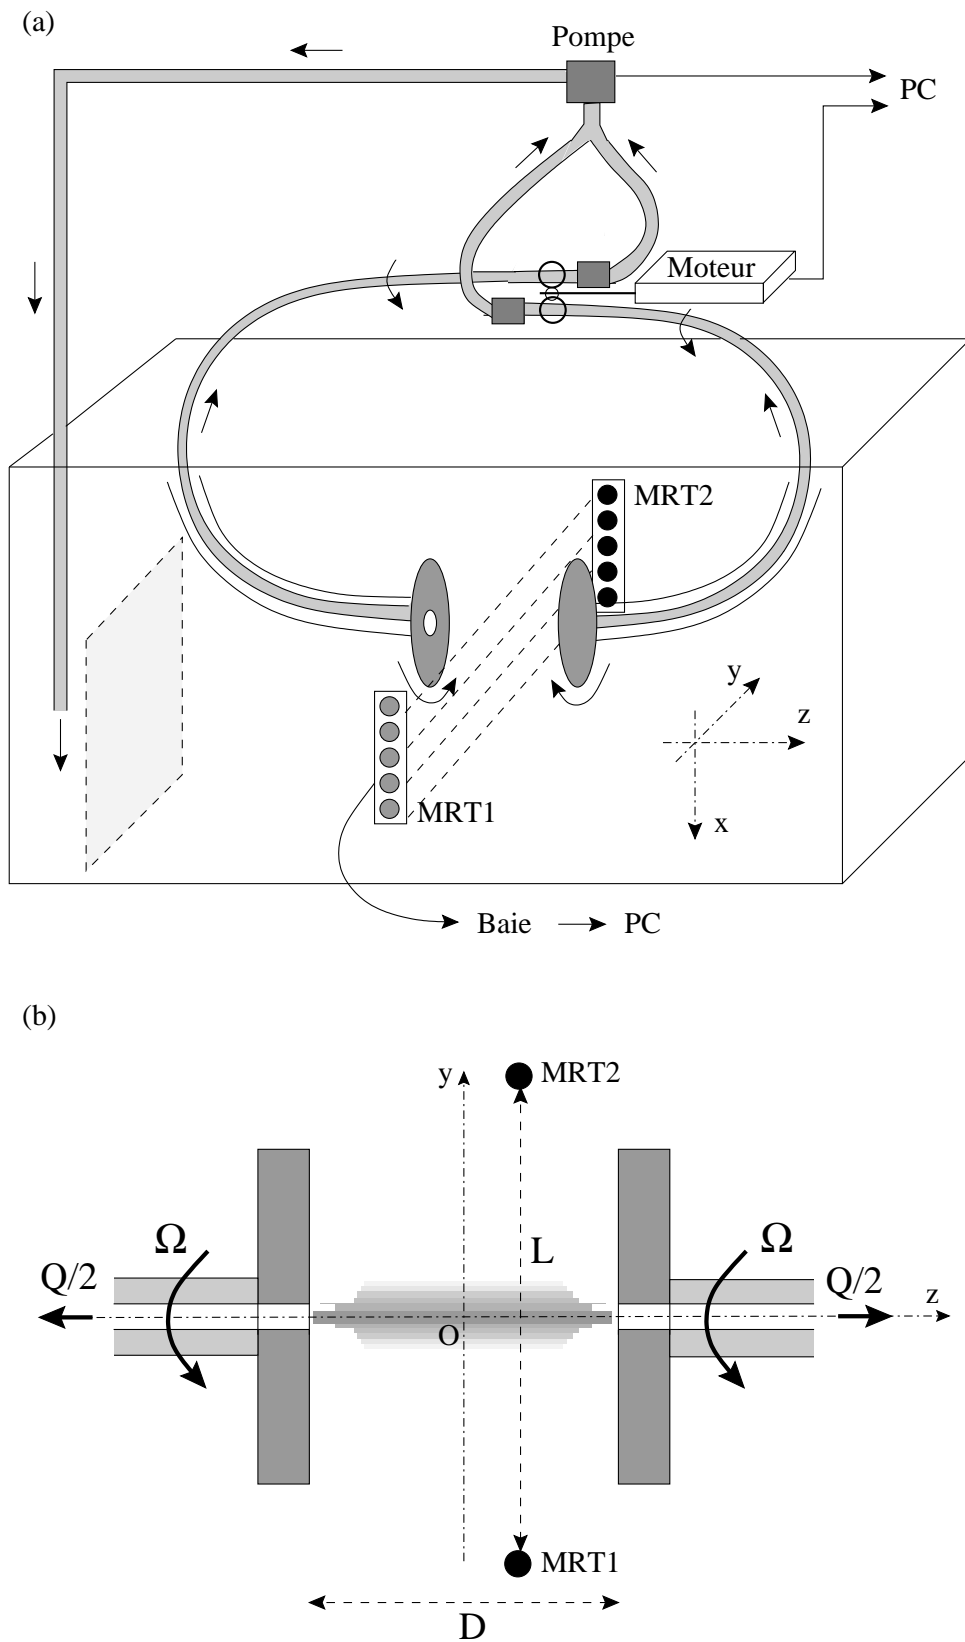 (a)
Pompe
PC
Moteur
MRT2
y
z
MRT1
x
Baie
PC
(b)
y
MRT2
Ω
L
Ω
Q/2
Q/2
z
O
MRT1
D